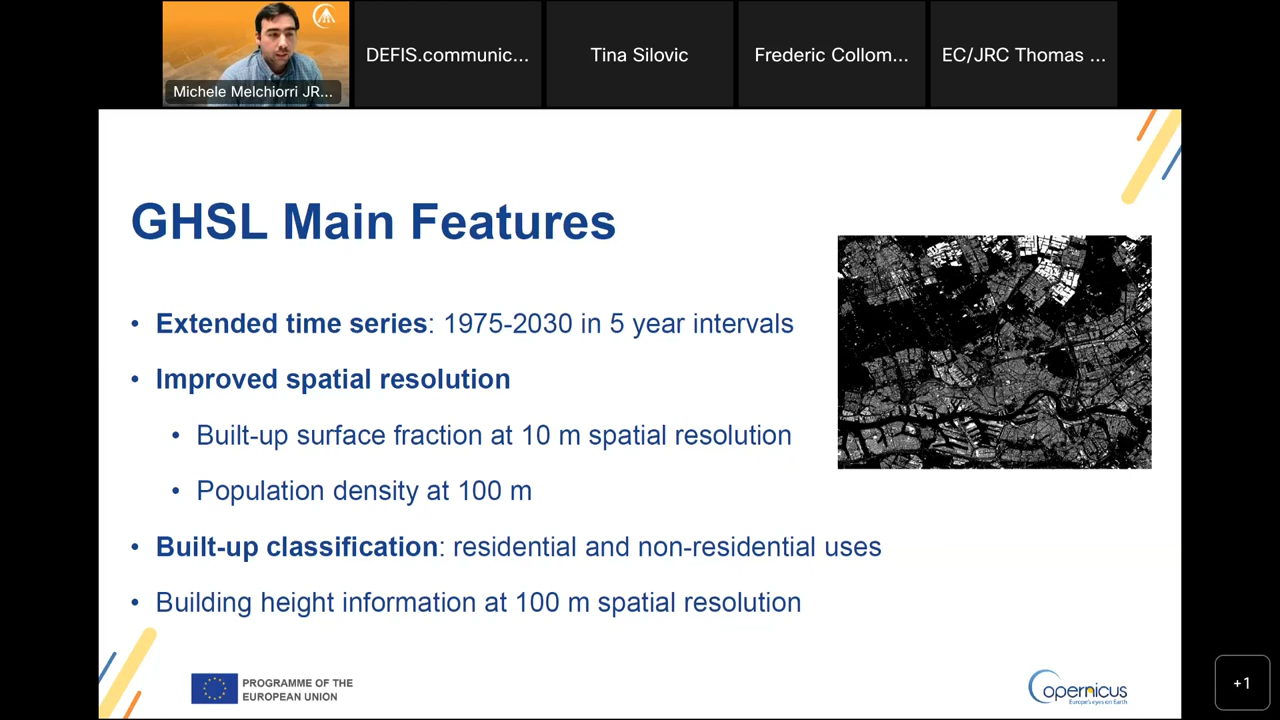 Michele Melchiorri JR...
DEFIS.communic...
Tina Silovic
Frederic Collom...
EC/JRC Thomas ...
GHSL Main Features
• Extended time series: 1975-2030 in 5 year intervals
• Improved spatial resolution
• Built-up surface fraction at 10 m spatial resolution
• Population density at 100 m
• Built-up classification: residential and non-residential uses
• Building height information at 100 m spatial resolution
PROGRAMME OF THE
EUROPEAN UNION
opernicus
Europe's eyes on Earth
+1